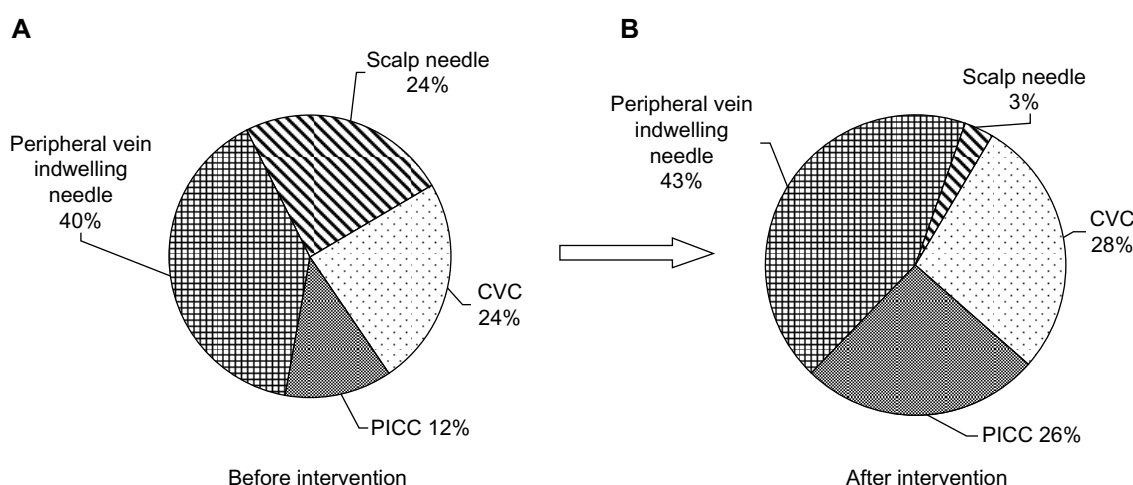 A
Scalp needle
24%
Peripheral vein
indwelling
needle
40%
CVC
24%
PICC 12%
Before intervention
B
Scalp needle
3%
Peripheral vein
indwelling
needle
43%
CVC
28%
PICC 26%
After intervention